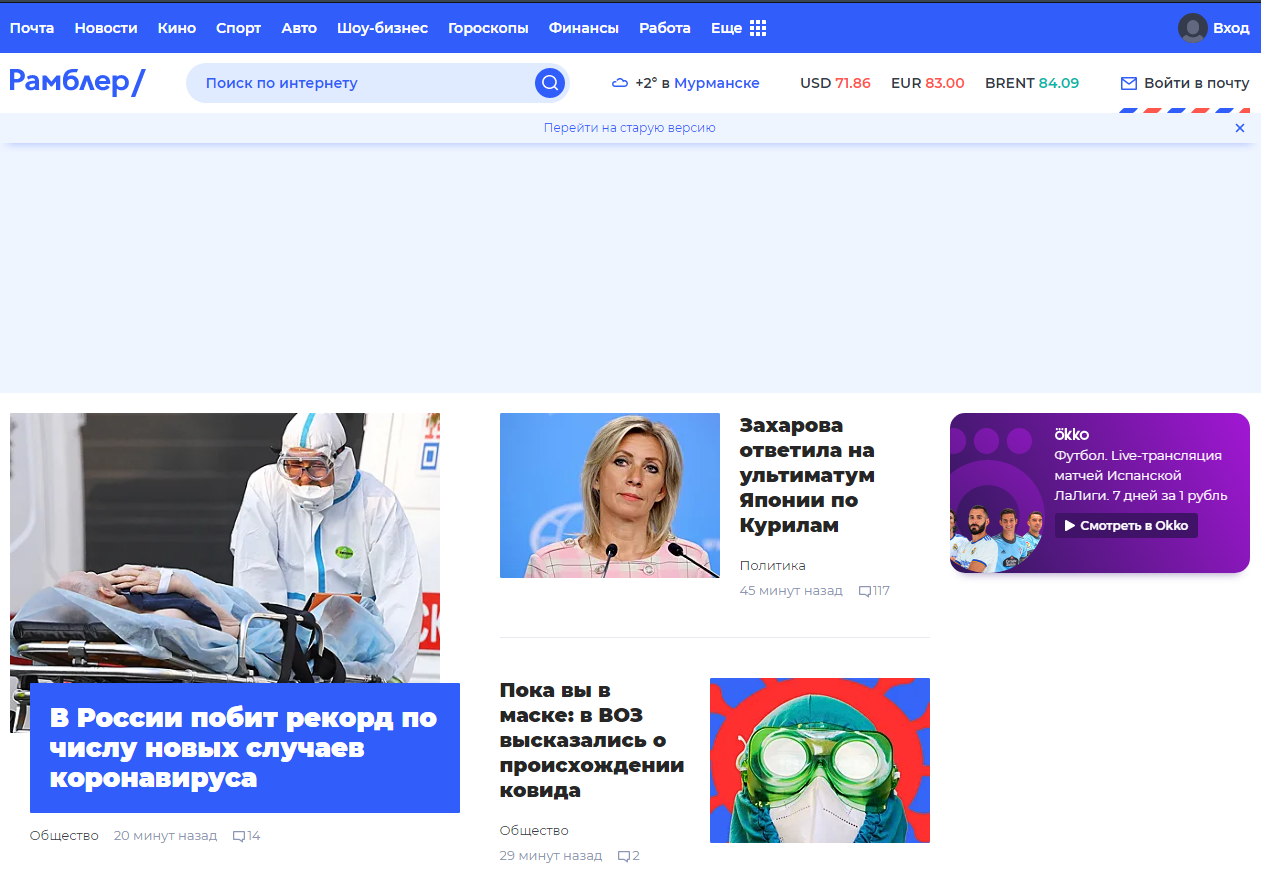 Почта Новости Кино Спорт Авто Шоу-бизнес Гороскопы Финансы Работа Еще Вход
Рамблер/ Поиск по интернету +2° в Мурманске USD 71.86 EUR 83.00 BRENT 84.09 Войти в почту
Перейти на старую версию
Захарова
ответила на
ультиматум
Японии по
Курилам
Политика
45 минут назад 117
ökko
Футбол. Live-трансляция
матчей Испанской
ЛаЛиги. 7 дней за 1 рубль
Смотреть в Okko
В России побит рекорд по
числу новых случаев
коронавируса
Общество 20 минут назад 14
Пока вы в
маске: в ВОЗ
высказались о
происхождении
ковида
Общество
29 минут назад 2